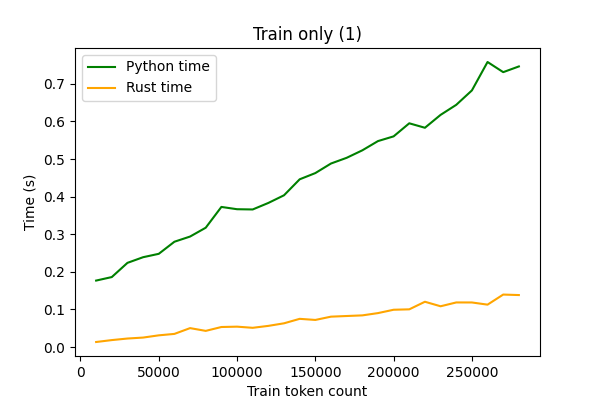 Train only (1)
Python time
Rust time
Time (s)
0.7
0.6
0.5
0.4
0.3
0.2
0.1
0.0
0 50000 100000 150000 200000 250000
Train token count